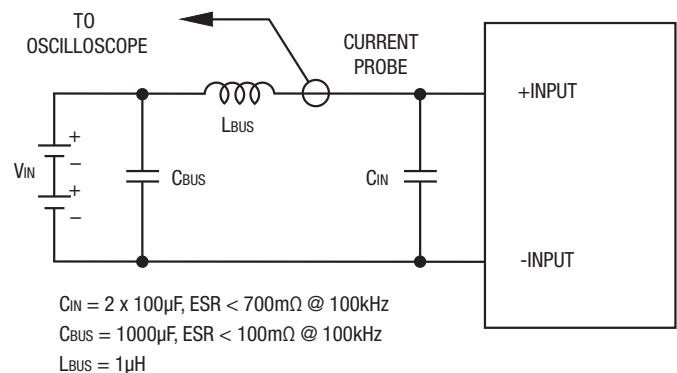 TO
OSCILLOSCOPE
CURRENT
PROBE
+INPUT
LBUS
+
–
VIN
+
–
CBUS
CIN
-INPUT
CIN = 2 x 100µF, ESR < 700mΩ @ 100kHz
CBUS = 1000µF, ESR < 100mΩ @ 100kHz
LBUS = 1µH